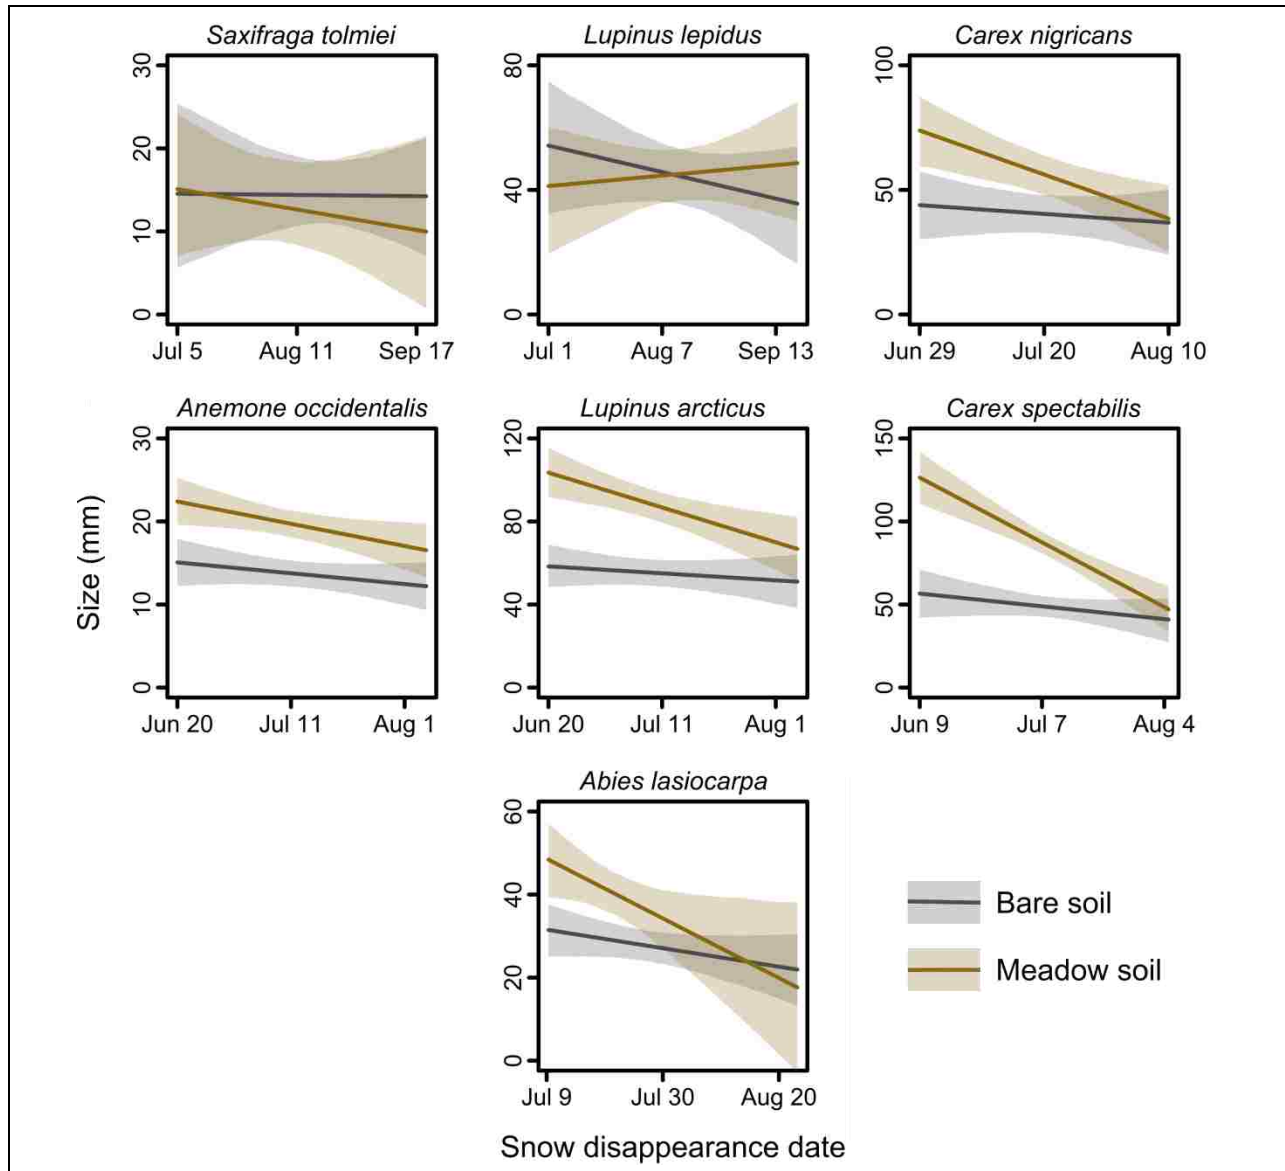 Saxifraga tolmiei
Lupinus lepidus
Carex nigricans
0 10 20 30
0 40 80
0 50 100
Jul 5 Aug 11 Sep 17
Jul 1 Aug 7 Sep 13
Jun 29 Jul 20 Aug 10
Anemone occidentalis
Lupinus arcticus
Carex spectabilis
Size (mm)
0 10 20 30
0 40 80 120
0 50 100 150
Jun 20 Jul 11 Aug 1
Jun 20 Jul 11 Aug 1
Jun 9 Jul 7 Aug 4
Abies lasiocarpa
0 20 40 60
Jul 9 Jul 30 Aug 20
Bare soil
Meadow soil
Snow disappearance date